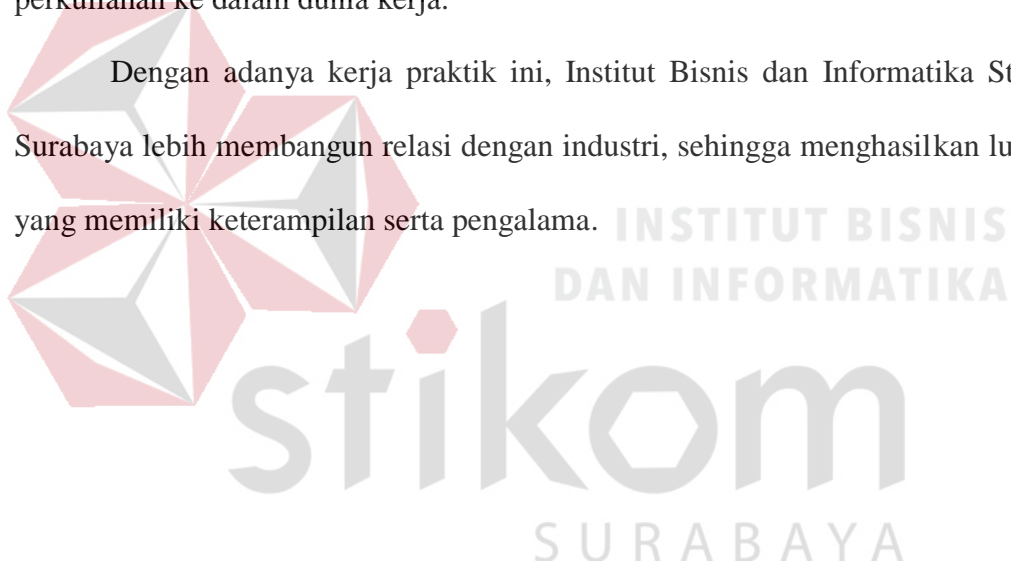 perkuliahan ke dalam dunia kerja.
Dengan adanya kerja praktik ini, Institut Bisnis dan Informatika St
Surabaya lebih membangun relasi dengan industri, sehingga menghasilkan lu
yang memiliki keterampilan serta pengalama.
INSTITUT BISNIS
DAN INFORMATIKA
stikom
SURABAYA